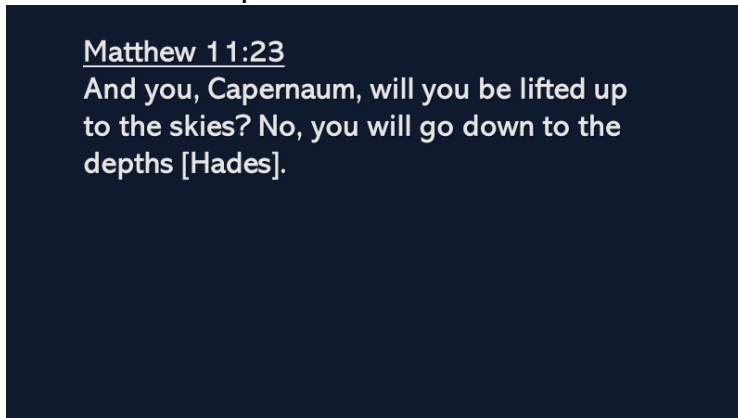 Matthew 11:23
And you, Capernaum, will you be lifted up
to the skies? No, you will go down to the
depths [Hades].